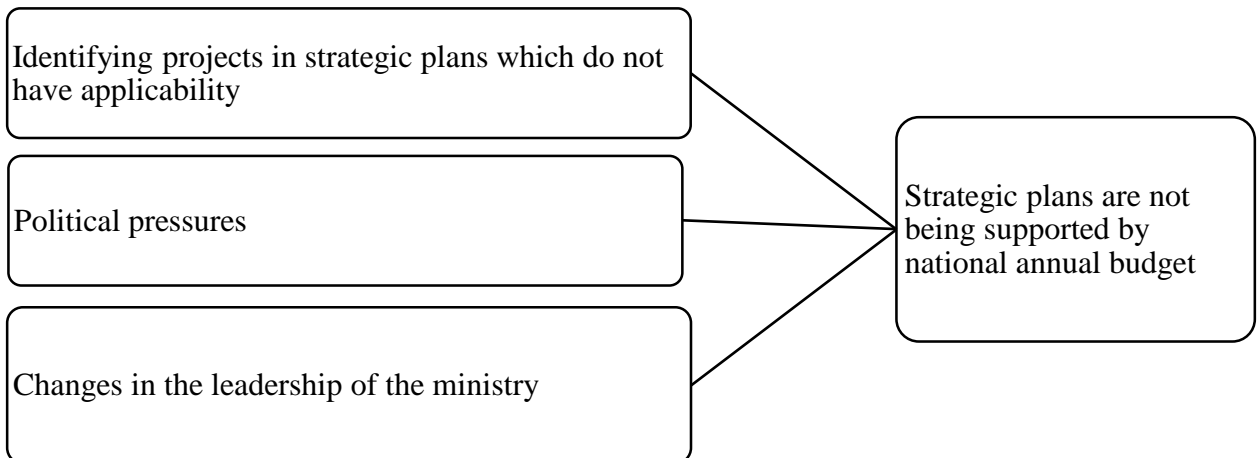 Identifying projects in strategic plans which do not
have applicability
Political pressures
Changes in the leadership of the ministry
Strategic plans are not
being supported by
national annual budget